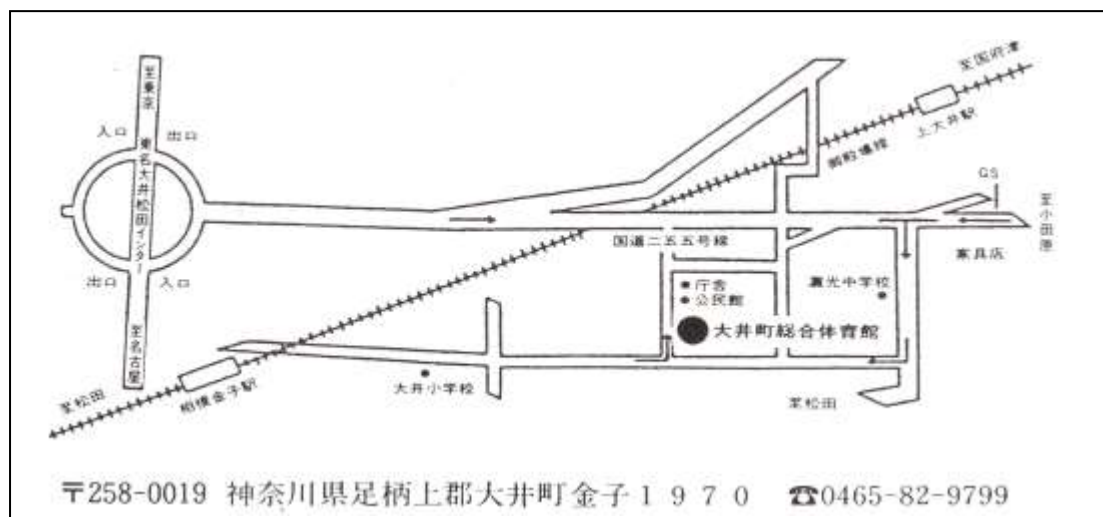 至東京
入口
出口
東名大井松田インター
出口
入口
至名古屋
至国府津
上大井駅
御殿場線
GS
至小田原
国道二五五号線
家具店
庁舎
公民館
湘光中学校
大井町総合体育館
至松田
相模金子駅
大井小学校
至松田
〒258-0019 神奈川県足柄上郡大井町金子1970 ☎0465-82-9799